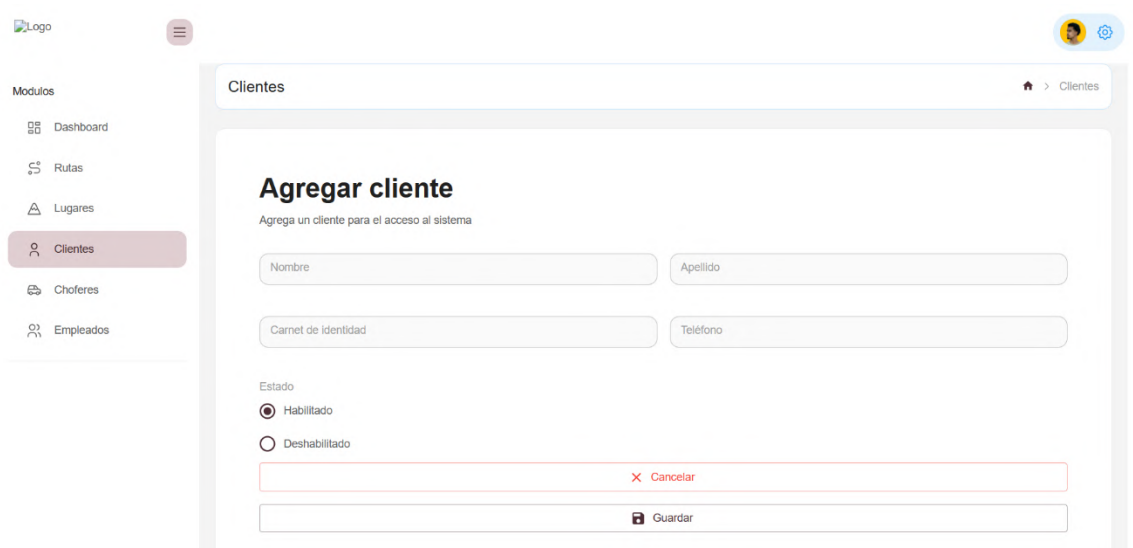 Logo
Modulos
Dashboard
Rutas
Lugares
Clientes
Choferes
Empleados
Clientes
> Clientes
Agregar cliente
Agrega un cliente para el acceso al sistema
Nombre
Apellido
Carnet de identidad
Teléfono
Estado
Habilitado
Deshabilitado
Cancelar
Guardar